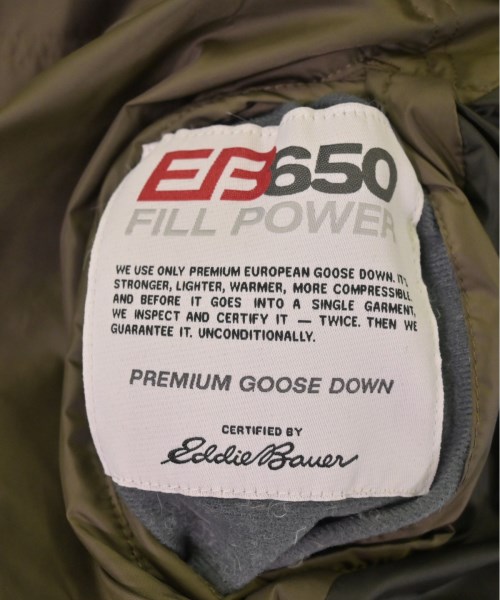 EB650
FILL POWER
WE USE ONLY PREMIUM EUROPEAN GOOSE DOWN. IT'S
STRONGER, LIGHTER, WARMER, MORE COMPRESSIBLE.
AND BEFORE IT GOES INTO A SINGLE GARMENT,
WE INSPECT AND CERTIFY IT — TWICE. THEN WE
GUARANTEE IT. UNCONDITIONALLY.
PREMIUM GOOSE DOWN
CERTIFIED BY
Eddie Bauer